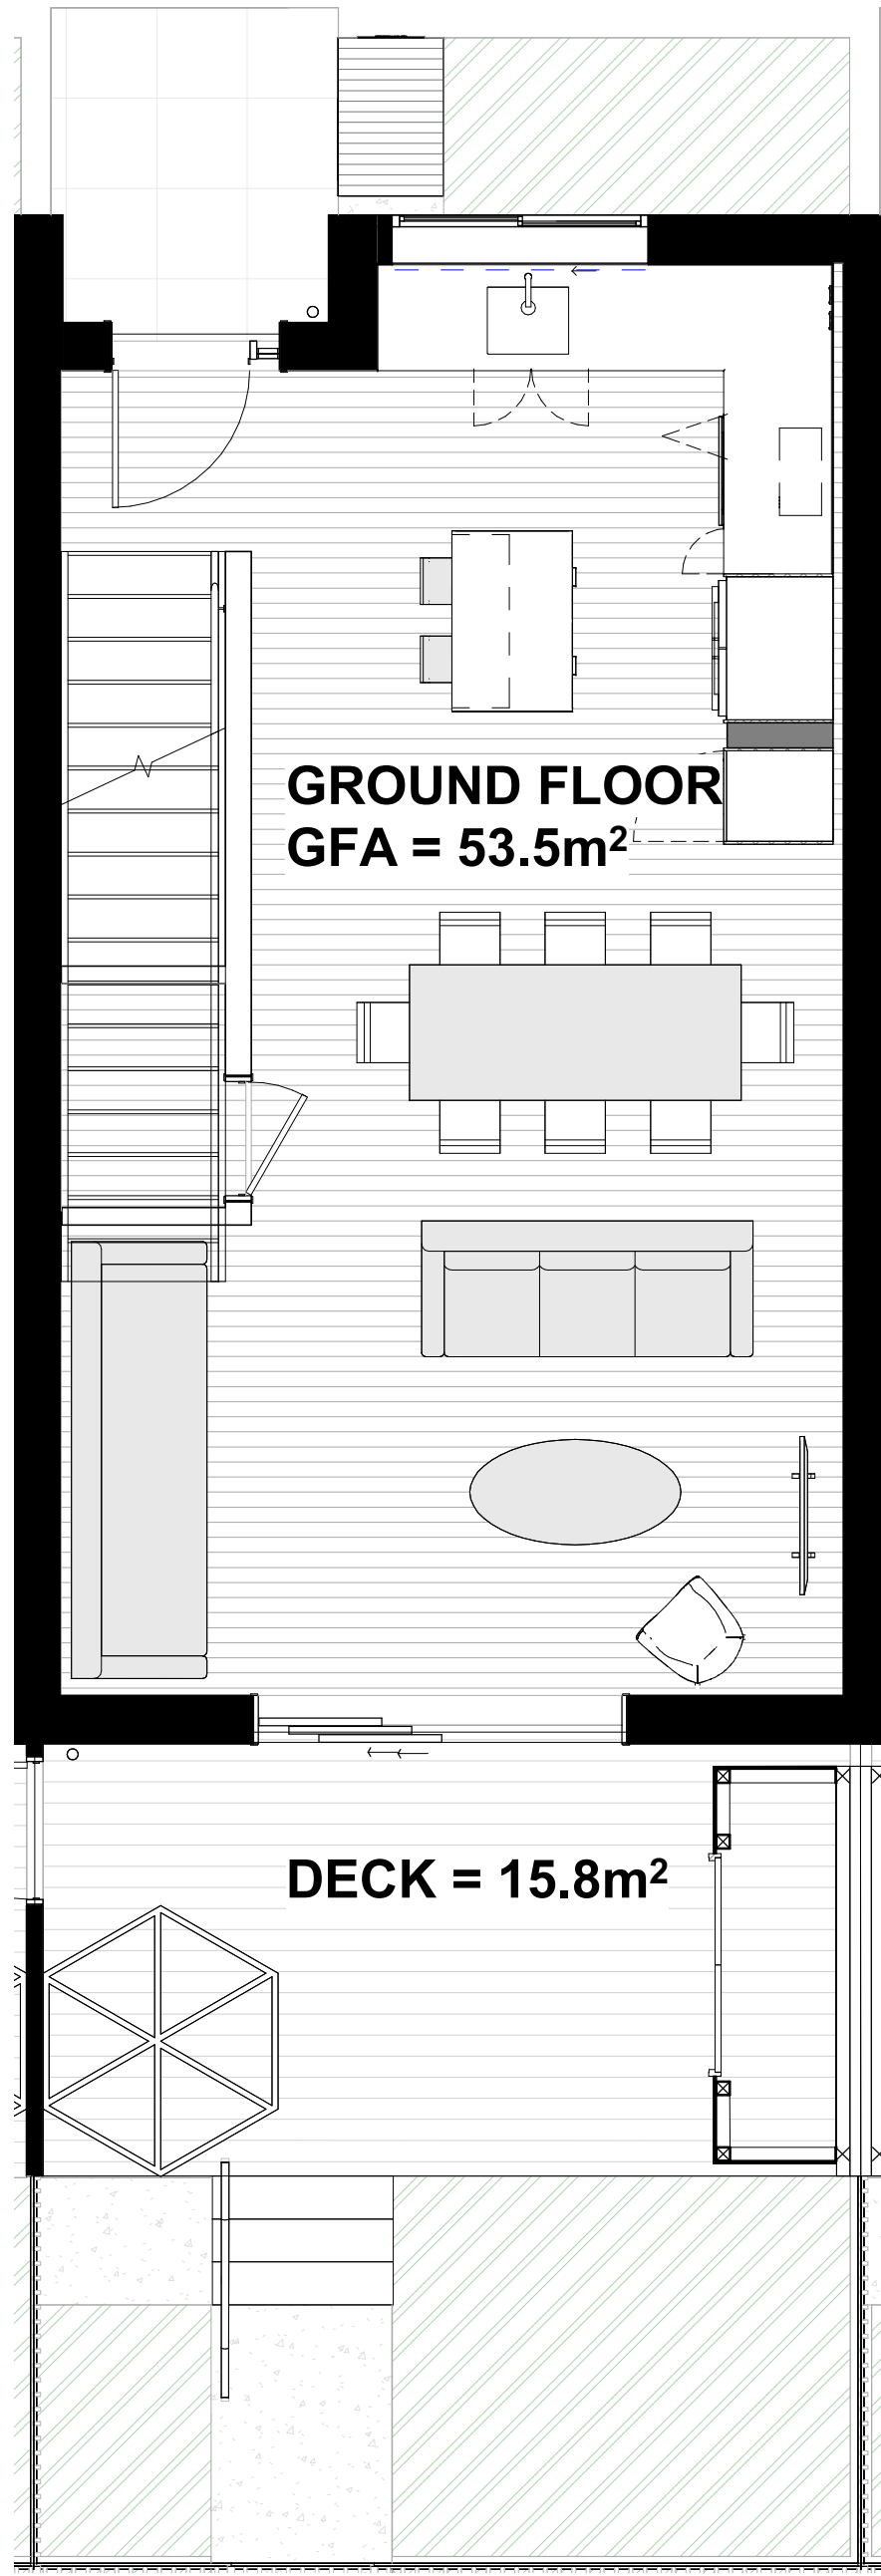 GROUND FLOOR
GFA = 53.5m²
DECK = 15.8m²